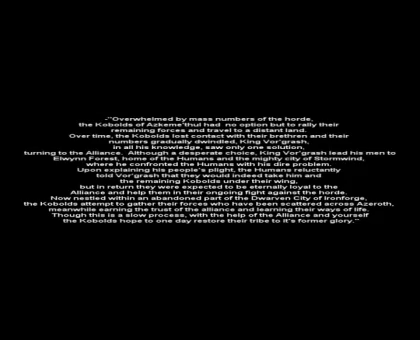 -"Overwhelmed by mass numbers of the horde,
the Kobolds of Azkeme'thul had no option but to rally their
remaining forces and travel to a distant land.
Over time, the Kobolds lost contact with their brethren and their
numbers gradually dwindled, King Vor'grash,
in all his knowledge, saw only one solution,
turning to the Alliance. Although a desperate choice, King Vor'grash lead his men to
Elwynn Forest, home of the Humans and the mighty city of Stormwind,
where he confronted the Humans with his dire problem.
Upon explaining his people's plight, the Humans reluctantly
told Vor'grash that they would indeed take him and
the remaining Kobolds under their wing,
but in return they were expected to be eternally loyal to the
Alliance and help them in their ongoing fight against the horde.
Now nestled within an abandoned part of the Dwarven City of Ironforge,
the Kobolds attempt to gather their forces who have been scattered across Azeroth,
meanwhile earning the trust of the alliance and learning their ways of life.
Though this is a slow process, with the help of the Alliance and yourself
the Kobolds hope to one day restore their tribe to it's former glory."